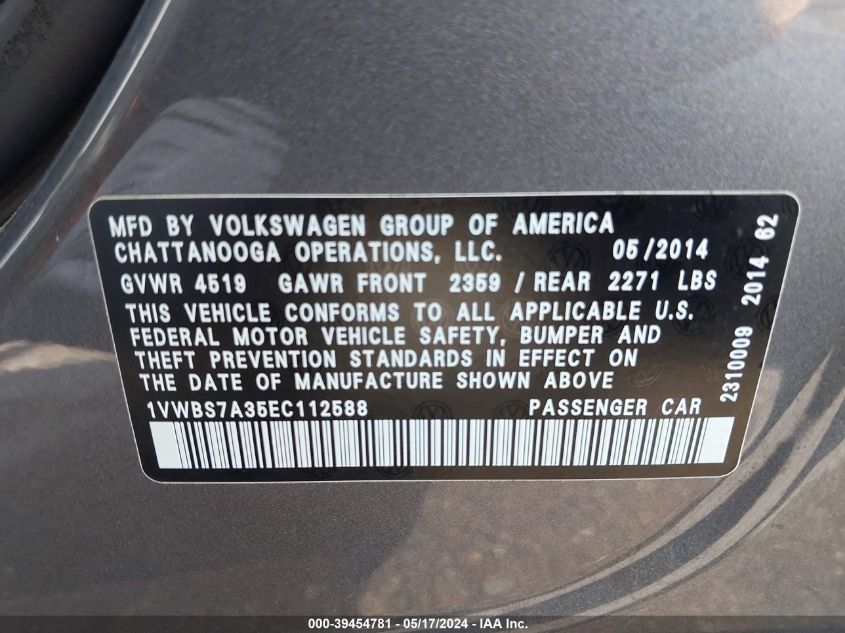 MFD BY VOLKSWAGEN GROUP OF AMERICA
CHATTANOOGA OPERATIONS, LLC. 05/2014
GVWR 4519 GAWR FRONT 2359 / REAR 2271 LBS
THIS VEHICLE CONFORMS TO ALL APPLICABLE U.S.
FEDERAL MOTOR VEHICLE SAFETY, BUMPER AND
THEFT PREVENTION STANDARDS IN EFFECT ON
THE DATE OF MANUFACTURE SHOWN ABOVE
1VWBS7A35EC112588 PASSENGER CAR
2310009 2014 62
000-39454781 - 05/17/2024 - IAA Inc.